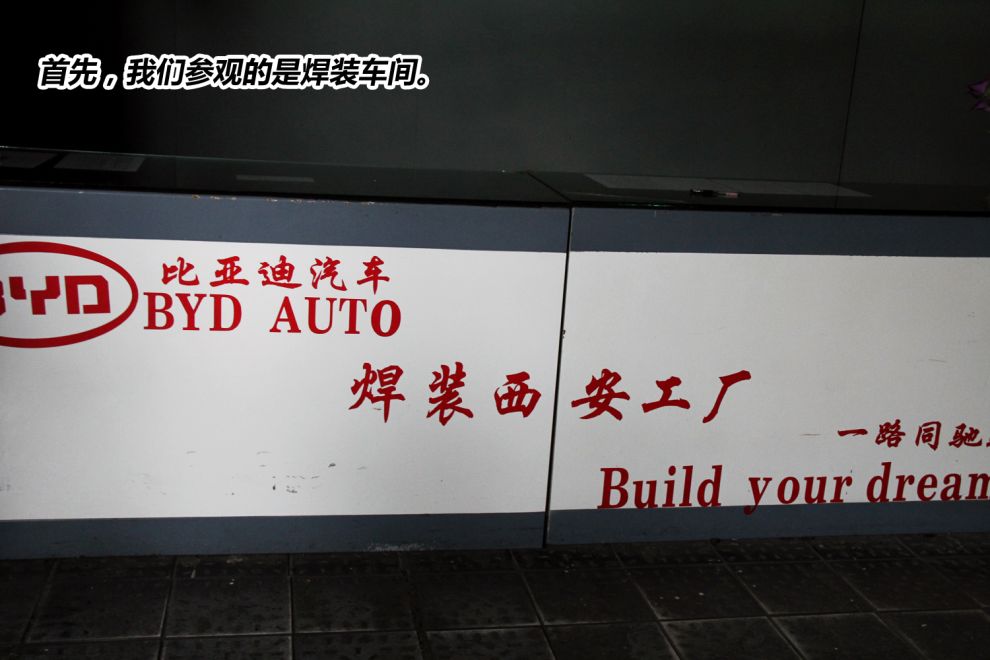 首先，我们参观的是焊装车间。
BYD
比亚迪汽车
BYD AUTO
焊装西安工厂
一路同驰
Build your dream